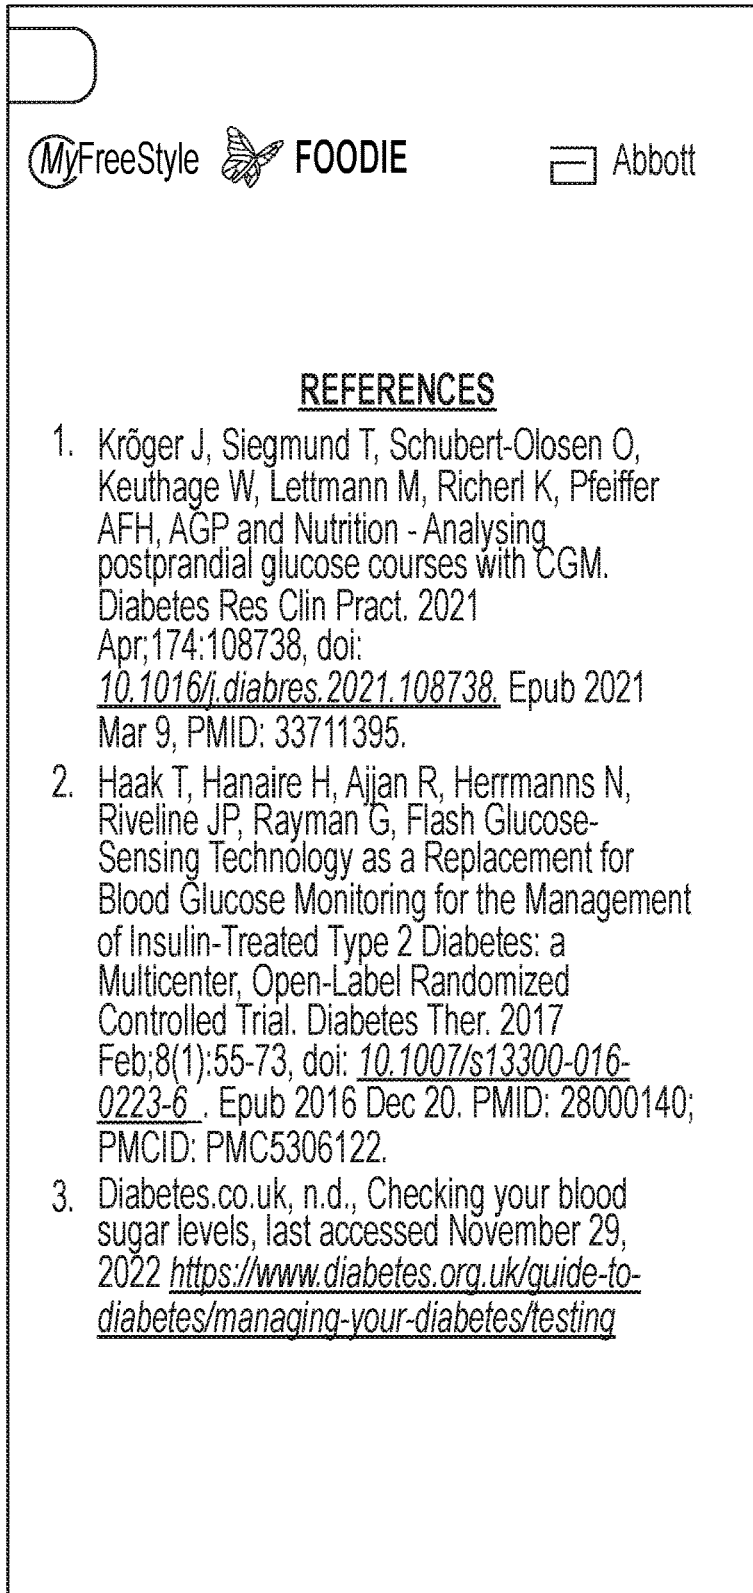 MyFreeStyle FOODIE Abbott
REFERENCES
1. Krőger J, Siegmund T, Schubert-Olosen O,
Keuthage W, Lettmann M, Richerl K, Pfeiffer
AFH, AGP and Nutrition - Analysing
postprandial glucose courses with CGM.
Diabetes Res Clin Pract. 2021
Apr;174:108738, doi:
10.1016/j.diabres.2021.108738. Epub 2021
Mar 9, PMID: 33711395.
2. Haak T, Hanaire H, Ajjan R, Herrmanns N,
Riveline JP, Rayman G, Flash Glucose-
Sensing Technology as a Replacement for
Blood Glucose Monitoring for the Management
of Insulin-Treated Type 2 Diabetes: a
Multicenter, Open-Label Randomized
Controlled Trial. Diabetes Ther. 2017
Feb;8(1):55-73, doi: 10.1007/s13300-016-
0223-6 . Epub 2016 Dec 20. PMID: 28000140;
PMCID: PMC5306122.
3. Diabetes.co.uk, n.d., Checking your blood
sugar levels, last accessed November 29,
2022 https://www.diabetes.org.uk/guide-to-
diabetes/managing-your-diabetes/testing